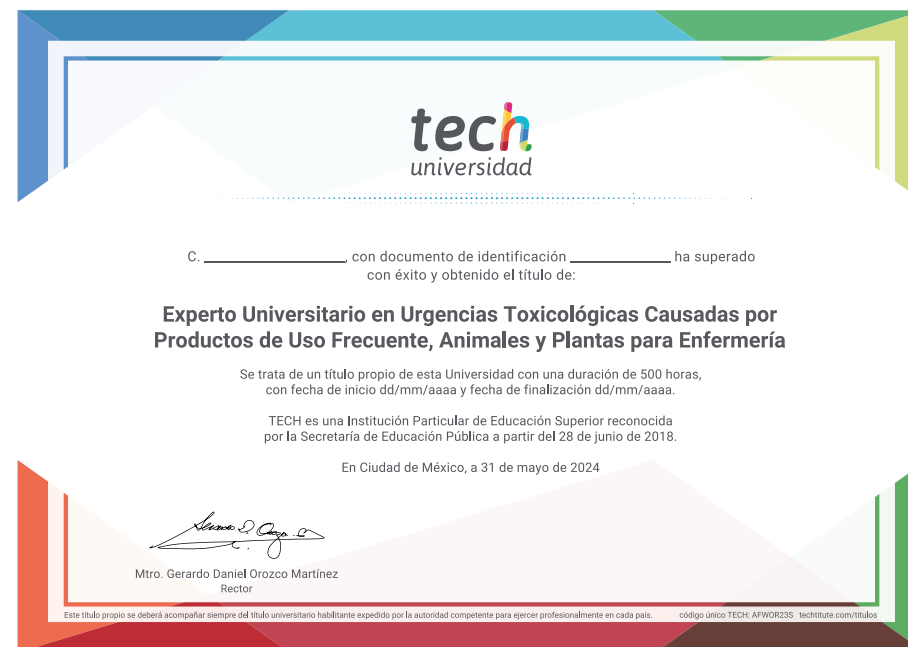 tech
universidad
C. ____________, con documento de identificación ____________ ha superado
con éxito y obtenido el título de:
Experto Universitario en Urgencias Toxicológicas Causadas por
Productos de Uso Frecuente, Animales y Plantas para Enfermería
Se trata de un título propio de esta Universidad con una duración de 500 horas,
con fecha de inicio dd/mm/aaaa y fecha de finalización dd/mm/aaaa.
TECH es una Institución Particular de Educación Superior reconocida
por la Secretaría de Educación Pública a partir del 28 de junio de 2018.
En Ciudad de México, a 31 de mayo de 2024
Mtro. Gerardo Daniel Orozco Martínez
Rector
Este título propio se deberá acompañar siempre del título universitario habilitante expedido por la autoridad competente para ejercer profesionalmente en cada país. código único TECH: AFWOR23S techtitute.com/titulos